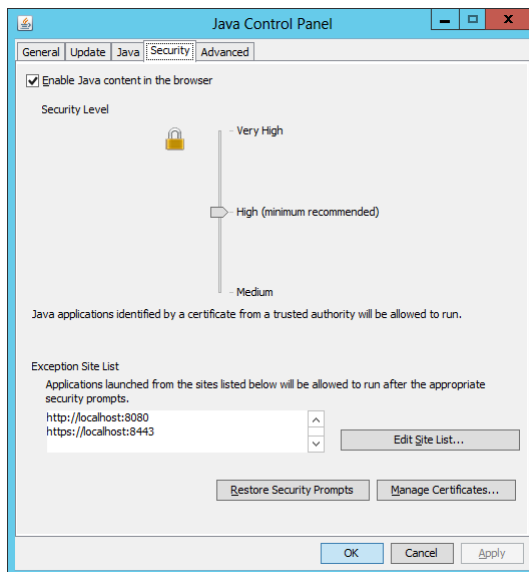 Java Control Panel
General Update Java Security Advanced
Enable Java content in the browser
Security Level
Very High
High (minimum recommended)
Medium
Java applications identified by a certificate from a trusted authority will be allowed to run.
Exception Site List
Applications launched from the sites listed below will be allowed to run after the appropriate
security prompts.
http://localhost:8080
https://localhost:8443
Edit Site List...
Restore Security Prompts Manage Certificates...
OK Cancel Apply